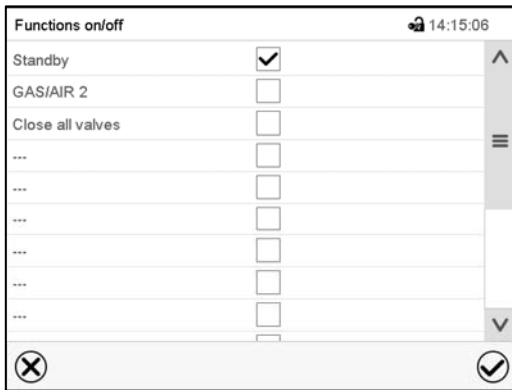 Functions on/off 14:15:06
Standby
GAS/AIR 2
Close all valves
---
---
---
---
---
---